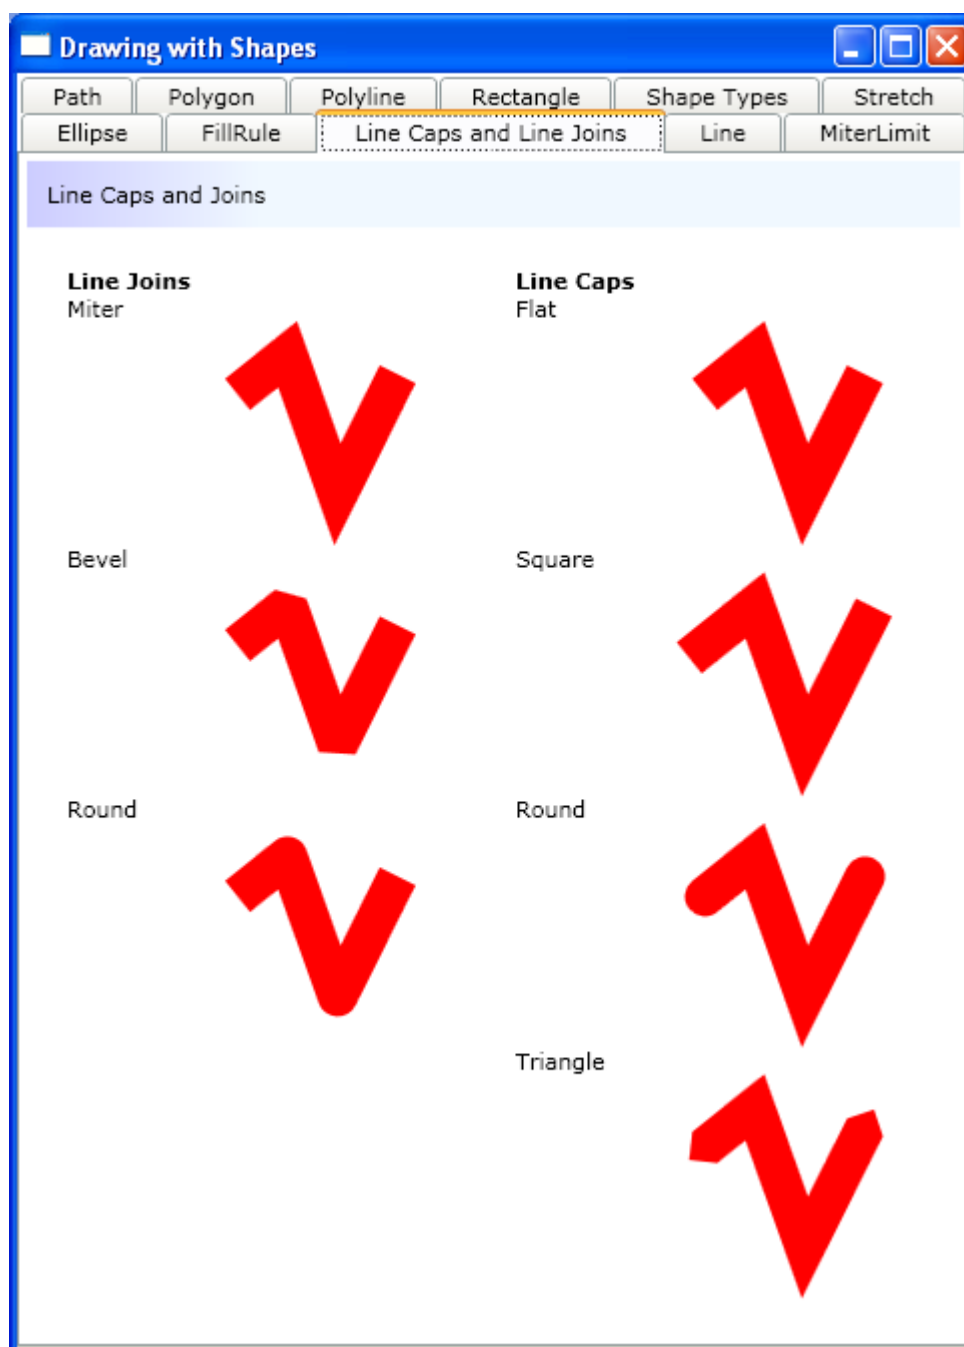 Drawing with Shapes
Path Polygon Polyline Rectangle Shape Types Stretch
Ellipse FillRule Line Caps and Line Joins Line MiterLimit
Line Caps and Joins
Line Joins Line Caps
Miter Flat
Bevel Square
Round Round
Triangle